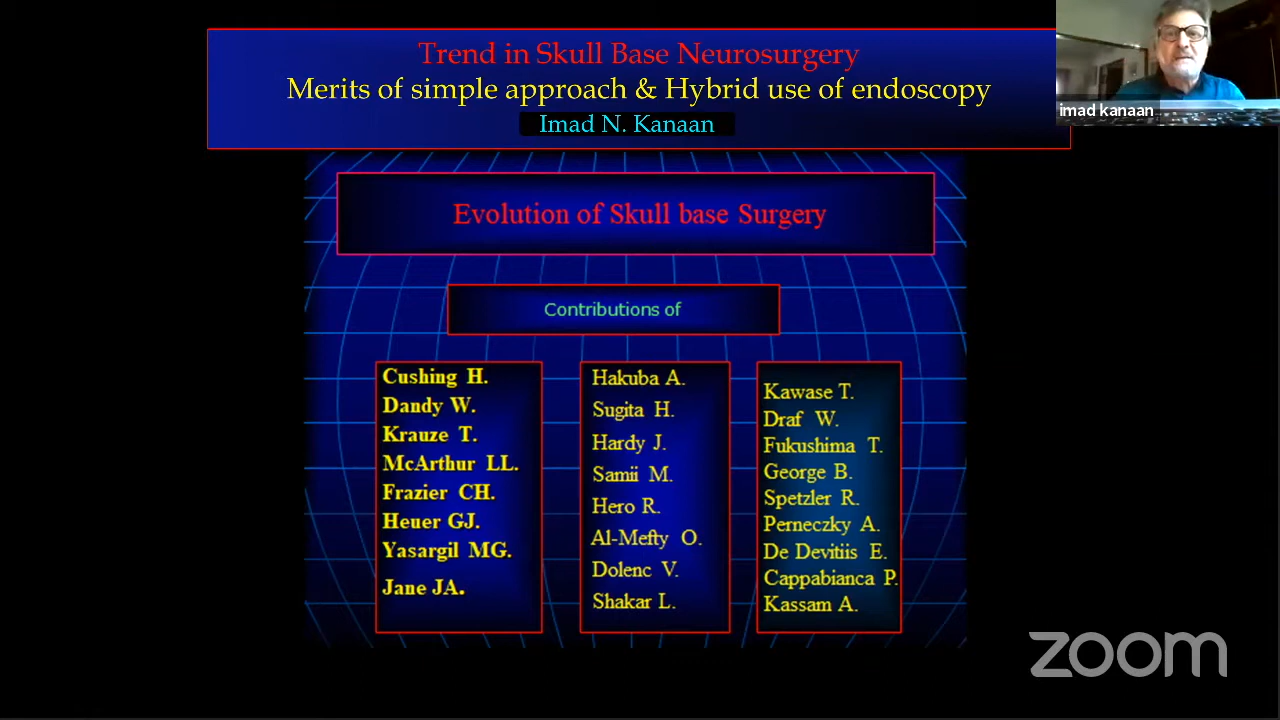 Trend in Skull Base Neurosurgery
Merits of simple approach & Hybrid use of endoscopy
Imad N. Kanaan
imad kanaan
Evolution of Skull base Surgery
Contributions of
Cushing H.
Dandy W.
Krauze T.
McArthur LL.
Frazier CH.
Heuer GJ.
Yasargil MG.
Jane JA.
Hakuba A.
Sugita H.
Hardy J.
Samii M.
Hero R.
Al-Mefty O.
Dolenc V.
Shakar L.
Kawase T.
Draf W.
Fukushima T.
George B.
Spetzler R.
Perneczky A.
De Devitiis E.
Cappabianca P.
Kassam A.
zoom